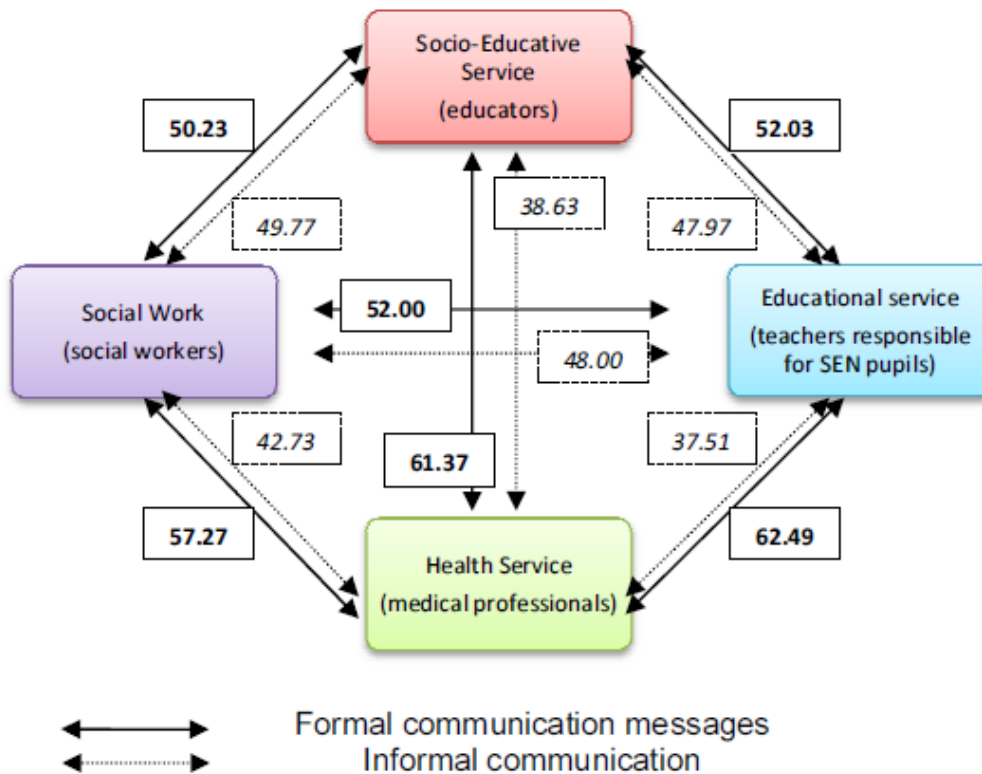 Socio-Educative
Service
(educators)
50.23
52.03
38.63
49.77
47.97
Social Work
(social workers)
52.00
Educational service
(teachers responsible
for SEN pupils)
48.00
42.73
37.51
61.37
57.27
62.49
Health Service
(medical professionals)
Formal communication messages
Informal communication